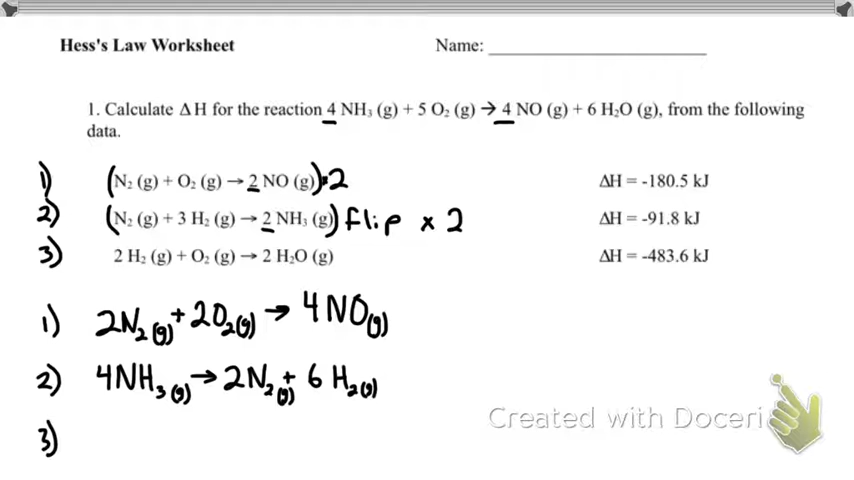 Hess's Law Worksheet Name: ______________________
1. Calculate ΔH for the reaction 4 NH₃ (g) + 5 O₂ (g) → 4 NO (g) + 6 H₂O (g), from the following
data.
1) (N₂ (g) + O₂ (g) → 2 NO (g))·2 ΔH = -180.5 kJ
2) (N₂ (g) + 3 H₂ (g) → 2 NH₃ (g)) flip x 2 ΔH = -91.8 kJ
3) 2 H₂ (g) + O₂ (g) → 2 H₂O (g) ΔH = -483.6 kJ
1) 2N₂(g) + 2O₂(g) → 4NO(g)
2) 4NH₃(g) → 2N₂(g) + 6H₂(g)
3)
Created with Doceri